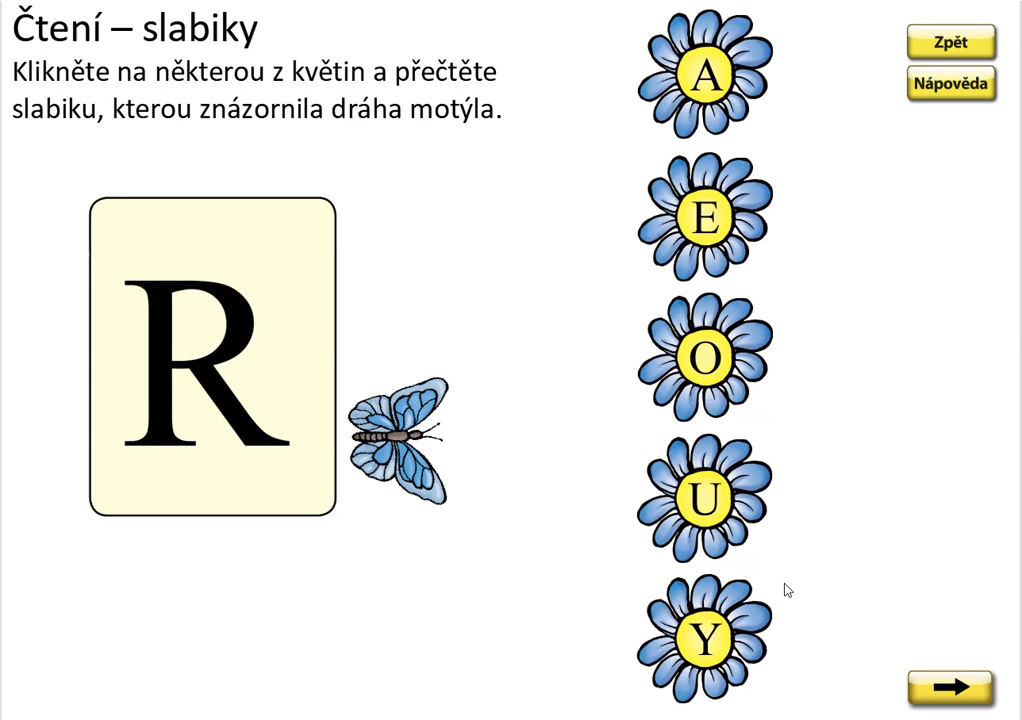 Čtení – slabiky
Klikněte na některou z květin a přečtěte
slabiku, kterou znázornila dráha motýla.
R
A
E
O
U
Y
Zpět
Nápověda